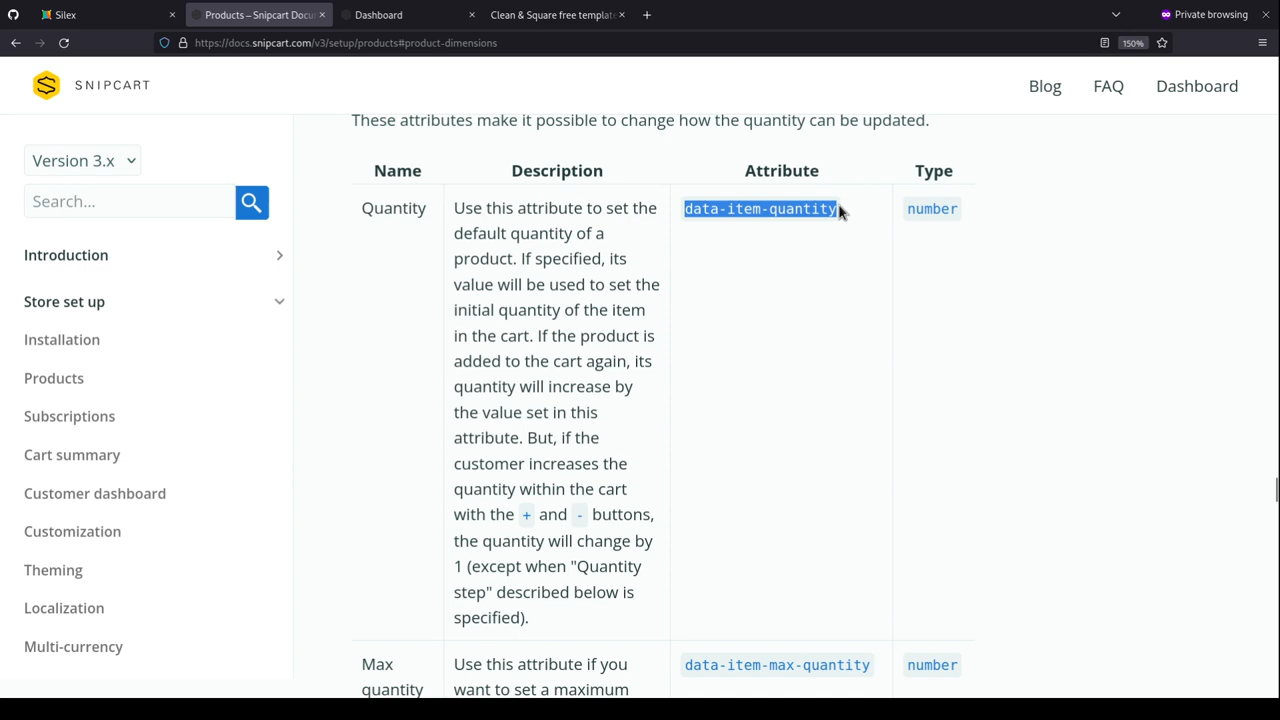 Silex
Products – Snipcart Docu
Dashboard
Clean & Square free templat
Private browsing
https://docs.snipcart.com/v3/setup/products#product-dimensions
150%
SNIPCART
Blog
FAQ
Dashboard
Version 3.x
Search...
Introduction
Store set up
Installation
Products
Subscriptions
Cart summary
Customer dashboard
Customization
Theming
Localization
Multi-currency
These attributes make it possible to change how the quantity can be updated.
Name
Description
Attribute
Type
Quantity
Use this attribute to set the
default quantity of a
product. If specified, its
value will be used to set the
initial quantity of the item
in the cart. If the product is
added to the cart again, its
quantity will increase by
the value set in this
attribute. But, if the
customer increases the
quantity within the cart
with the + and - buttons,
the quantity will change by
1 (except when "Quantity
step" described below is
specified).
data-item-quantity
number
Max
quantity
Use this attribute if you
want to set a maximum
data-item-max-quantity
number